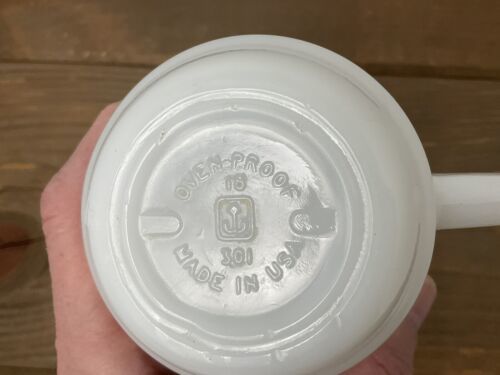 OVEN-PROOF
18
301
MADE IN USA